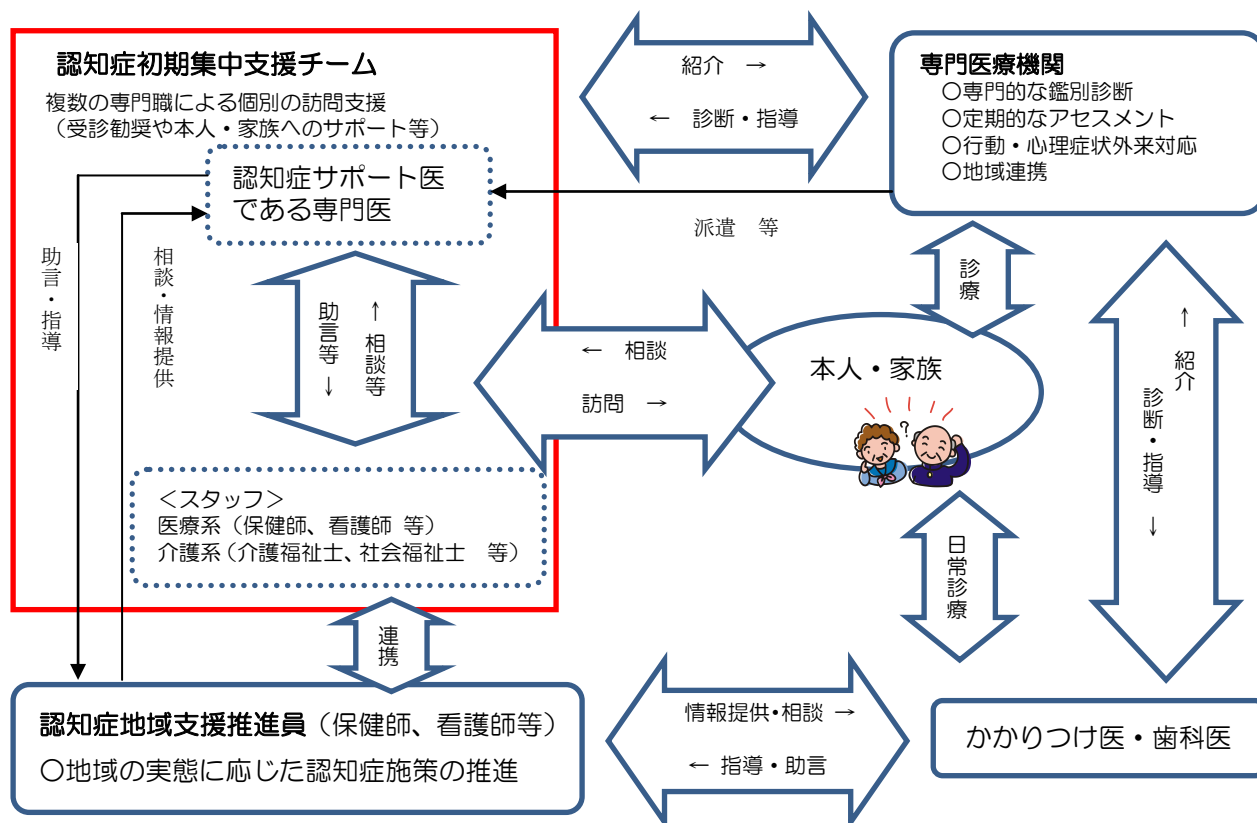 認知症初期集中支援チーム
複数の専門職による個別の訪問支援
（受診勧奨や本人・家族へのサポート等）
認知症サポート医
である専門医
助言・指導
相談・情報提供
助言等 ↓
↑ 相談等
＜スタッフ＞
医療系（保健師、看護師 等）
介護系（介護福祉士、社会福祉士　等）
紹介　→
←　診断・指導
専門医療機関
〇専門的な鑑別診断
〇定期的なアセスメント
〇行動・心理症状外来対応
〇地域連携
派遣　等
診療
←　相談
訪問　→
本人・家族
?
↑ 紹介
診断・指導 ↓
日常診療
連携
認知症地域支援推進員（保健師、看護師等）
〇地域の実態に応じた認知症施策の推進
情報提供・相談　→
←　指導・助言
かかりつけ医・歯科医